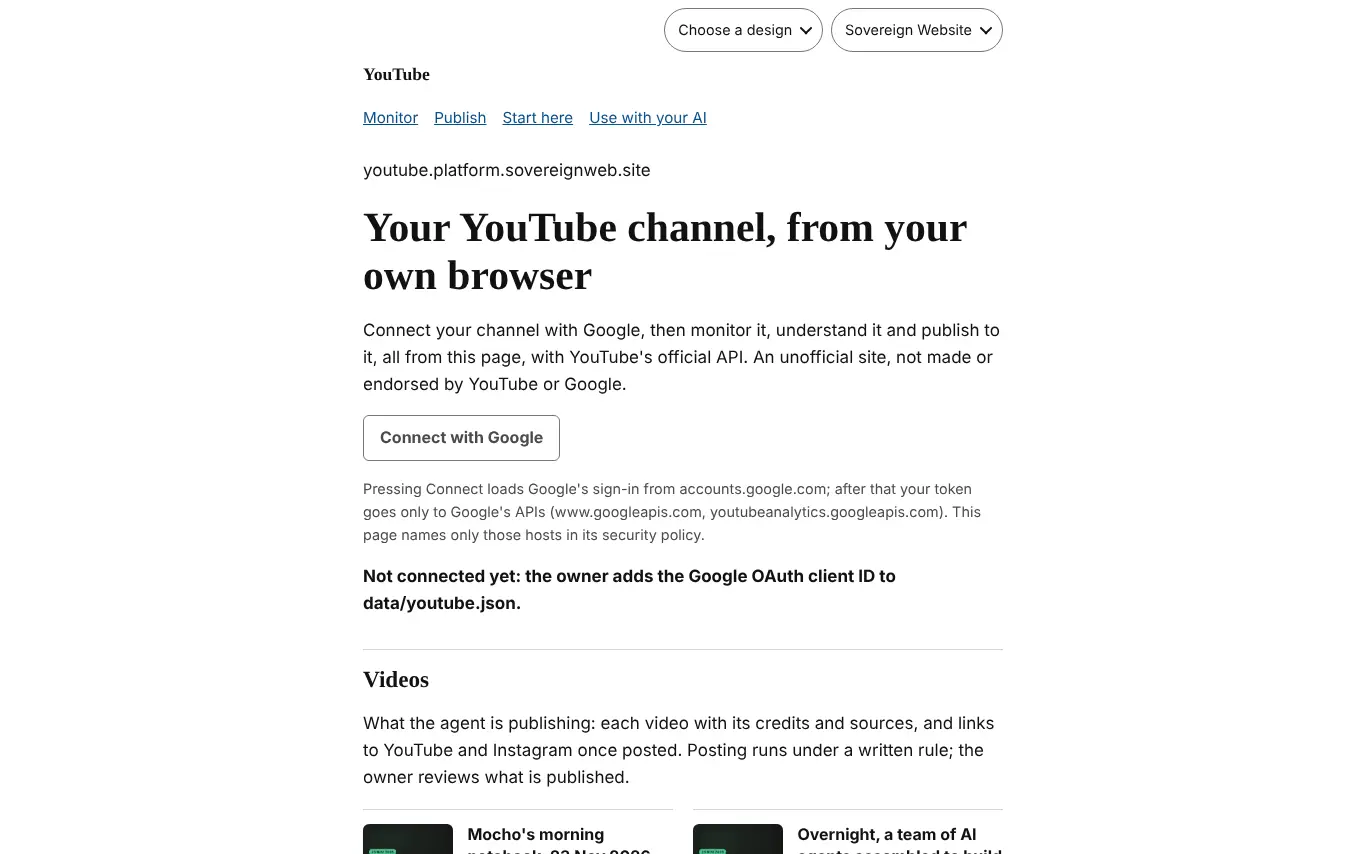 Choose a design
Sovereign Website
YouTube
Monitor Publish Start here Use with your AI
youtube.platform.sovereignweb.site
Your YouTube channel, from your
own browser
Connect your channel with Google, then monitor it, understand it and publish to
it, all from this page, with YouTube's official API. An unofficial site, not made or
endorsed by YouTube or Google.
Connect with Google
Pressing Connect loads Google's sign-in from accounts.google.com; after that your token
goes only to Google's APIs (www.googleapis.com, youtubeanalytics.googleapis.com). This
page names only those hosts in its security policy.
Not connected yet: the owner adds the Google OAuth client ID to
data/youtube.json.
Videos
What the agent is publishing: each video with its credits and sources, and links
to YouTube and Instagram once posted. Posting runs under a written rule; the
owner reviews what is published.
Mocho's morning
Overnight, a team of AI